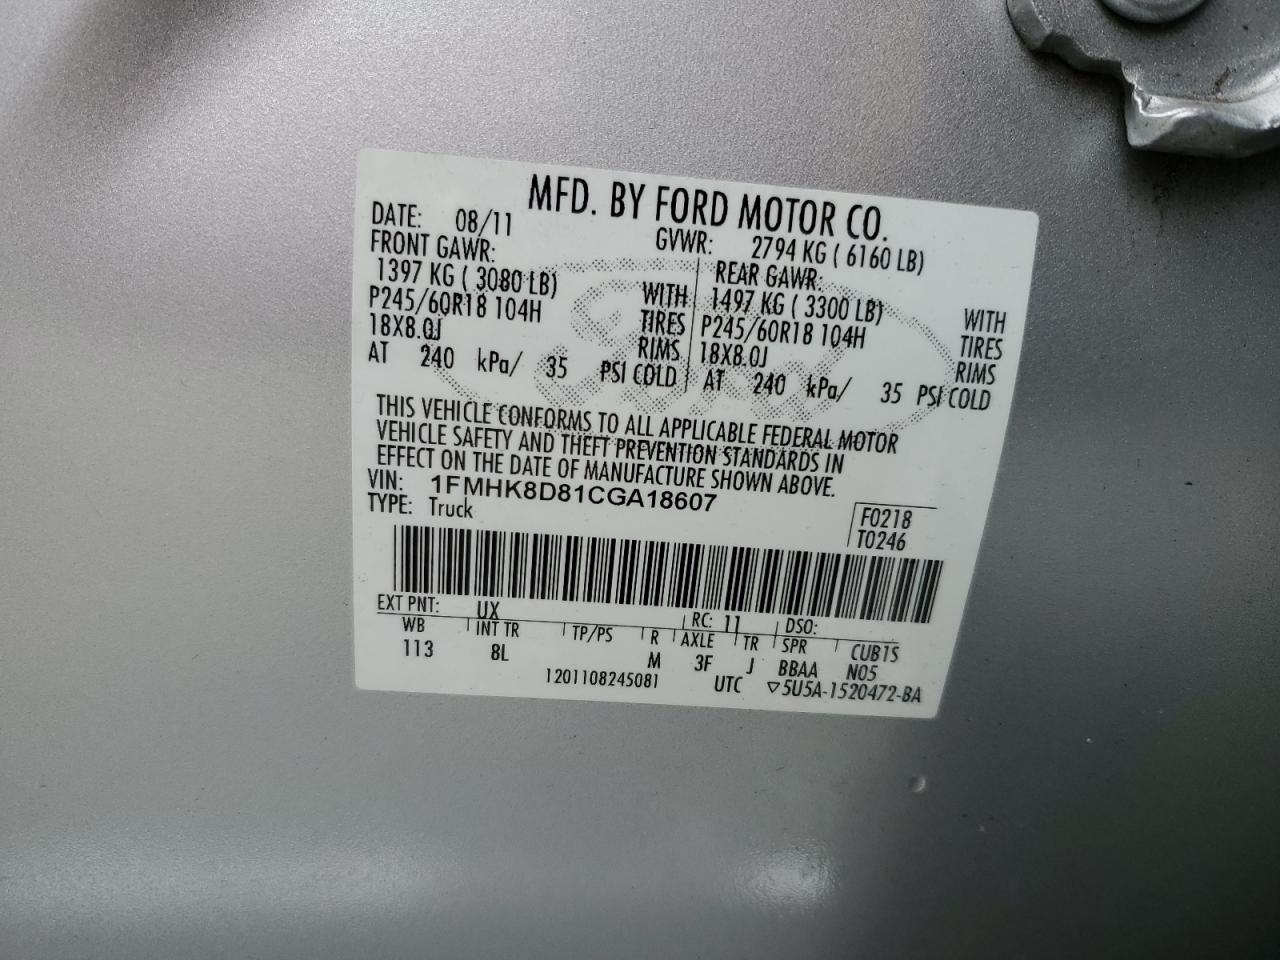 MFD. BY FORD MOTOR CO.
DATE: 08/11 GVWR: 2794 KG ( 6160 LB)
FRONT GAWR: REAR GAWR:
1397 KG ( 3080 LB) WITH 1497 KG ( 3300 LB) WITH
P245/60R18 104H TIRES P245/60R18 104H TIRES
18X8.0J RIMS 18X8.0J RIMS
AT 240 kPa/ 35 PSI COLD AT 240 kPa/ 35 PSI COLD
THIS VEHICLE CONFORMS TO ALL APPLICABLE FEDERAL MOTOR
VEHICLE SAFETY AND THEFT PREVENTION STANDARDS IN
EFFECT ON THE DATE OF MANUFACTURE SHOWN ABOVE.
VIN: 1FMHK8D81CGA18607
TYPE: Truck F0218
T0246
EXT PNT: UX RC: 11 DSO:
WB INT TR TP/PS R AXLE TR SPR CUBTS
113 8L M 3F J BBAA N05
1201108245081 UTC ▽5U5A-1520472-BA